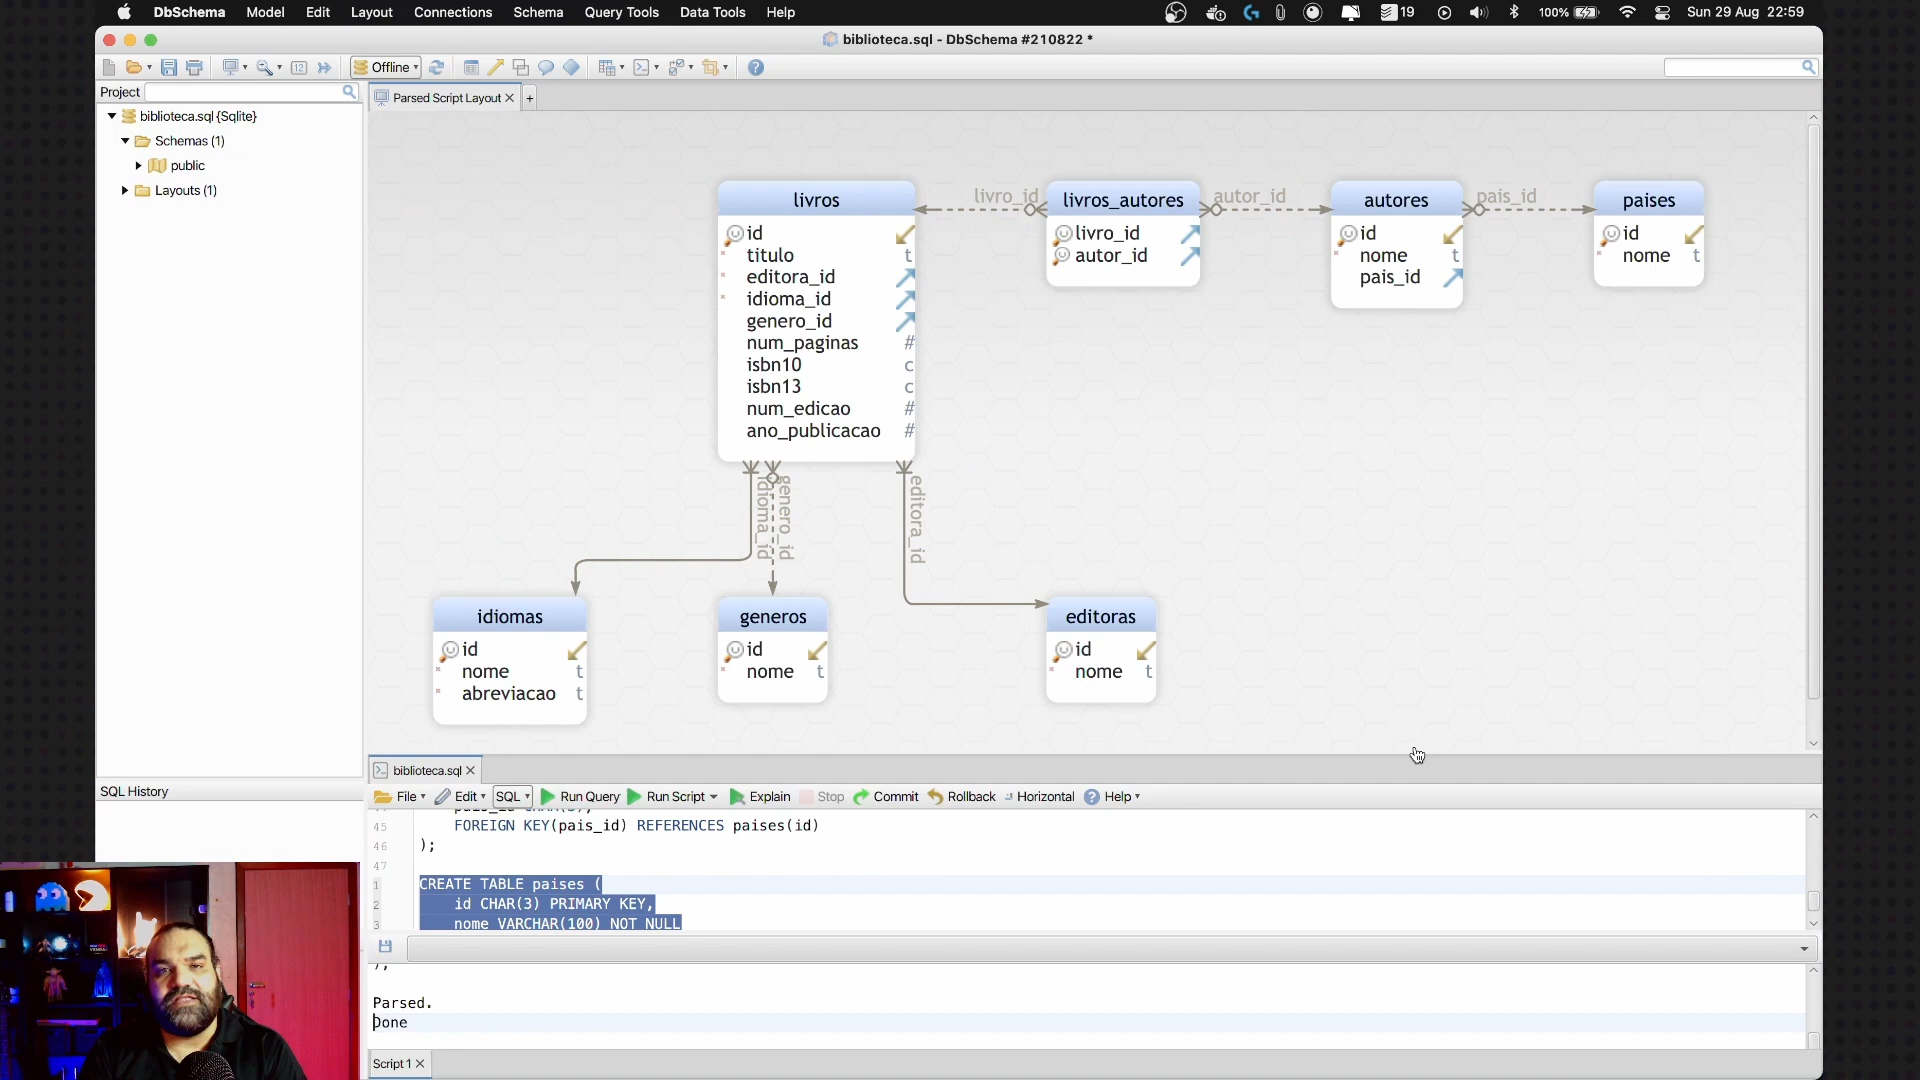 DbSchema Model Edit Layout Connections Schema Query Tools Data Tools Help 19 100% Sun 29 Aug 22:59
biblioteca.sql - DbSchema #210822 *
Offline
Project
Parsed Script Layout
+
biblioteca.sql {Sqlite}
Schemas (1)
public
Layouts (1)
livros
id
titulo t
editora_id
idioma_id
genero_id
num_paginas #
isbn10 c
isbn13 c
num_edicao #
ano_publicacao #
livro_id
livros_autores
livro_id
autor_id
autor_id
autores
id
nome t
pais_id
pais_id
paises
id
nome t
idioma_id
genero_id
editora_id
idiomas
id
nome t
abreviacao t
generos
id
nome t
editoras
id
nome t
biblioteca.sql
SQL History
File Edit SQL Run Query Run Script Explain Stop Commit Rollback Horizontal Help
45 FOREIGN KEY(pais_id) REFERENCES paises(id)
46 );
47
1 CREATE TABLE paises (
2 id CHAR(3) PRIMARY KEY,
3 nome VARCHAR(100) NOT NULL
Parsed.
Done
Script 1